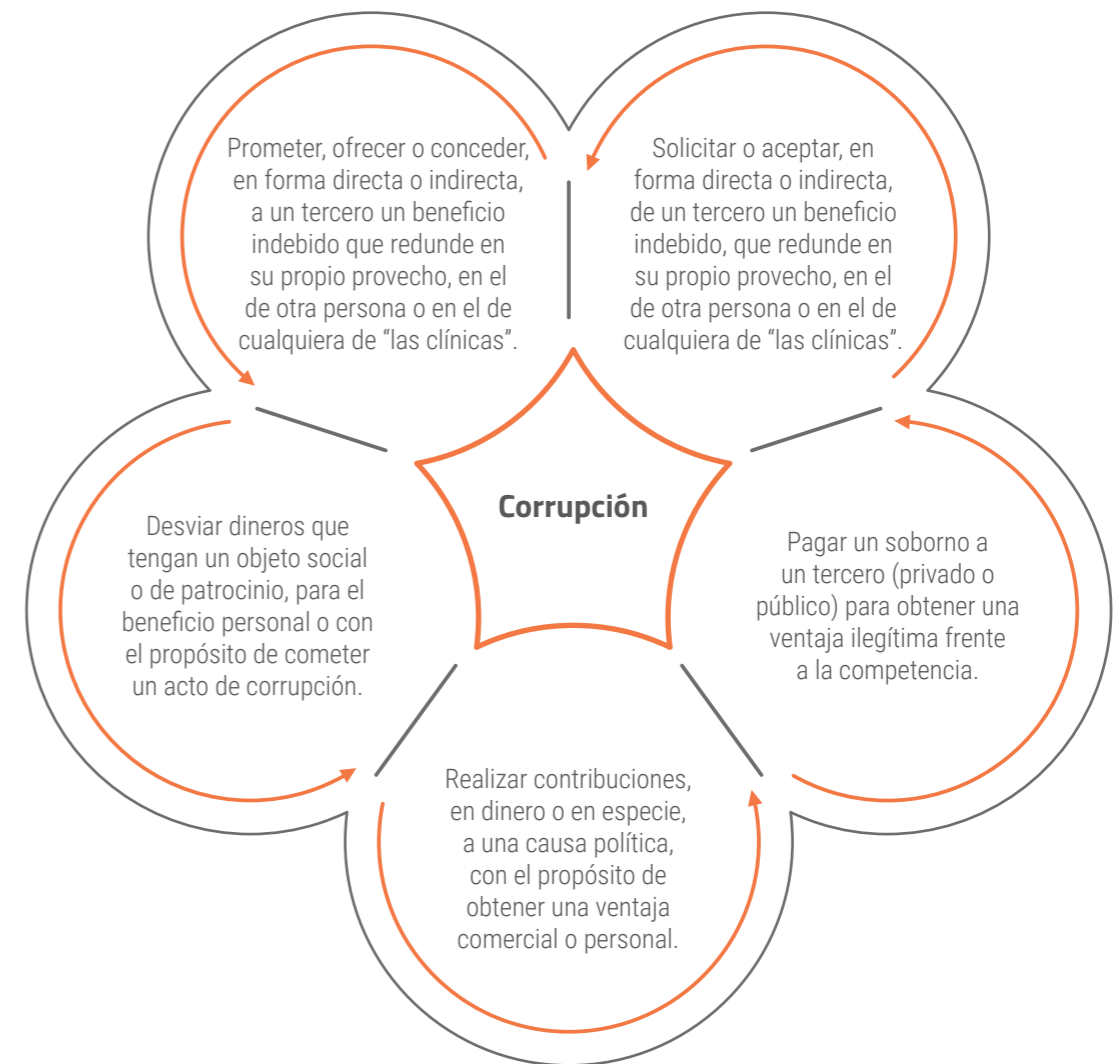 Prometer, ofrecer o conceder,
en forma directa o indirecta,
a un tercero un beneficio
indebido que redunde en
su propio provecho, en el
de otra persona o en el de
cualquiera de “las clínicas”.
Solicitar o aceptar, en
forma directa o indirecta,
de un tercero un beneficio
indebido, que redunde en
su propio provecho, en el
de otra persona o en el de
cualquiera de “las clínicas”.
Corrupción
Desviar dineros que
tengan un objeto social
o de patrocinio, para el
beneficio personal o con
el propósito de cometer
un acto de corrupción.
Pagar un soborno a
un tercero (privado o
público) para obtener una
ventaja ilegítima frente
a la competencia.
Realizar contribuciones,
en dinero o en especie,
a una causa política,
con el propósito de
obtener una ventaja
comercial o personal.